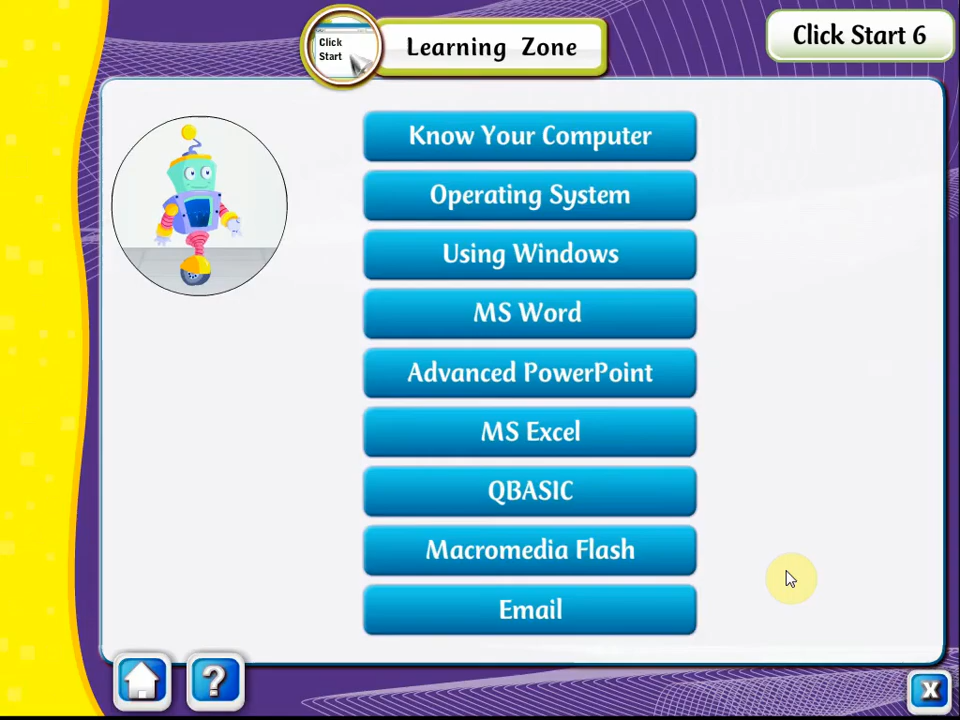 Click
Start
Learning Zone
Click Start 6
Know Your Computer
Operating System
Using Windows
MS Word
Advanced PowerPoint
MS Excel
QBASIC
Macromedia Flash
Email
?
X